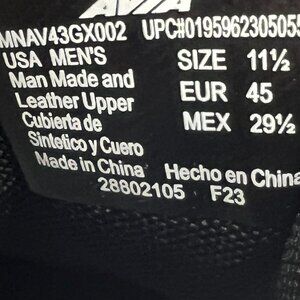 AVIA
MNAV43GX002 UPC#019596230505
USA MEN'S SIZE 11½
Man Made and EUR 45
Leather Upper MEX 29½
Cubierta de
Sintetico y Cuero
Made in China Hecho en China
28802105 F23